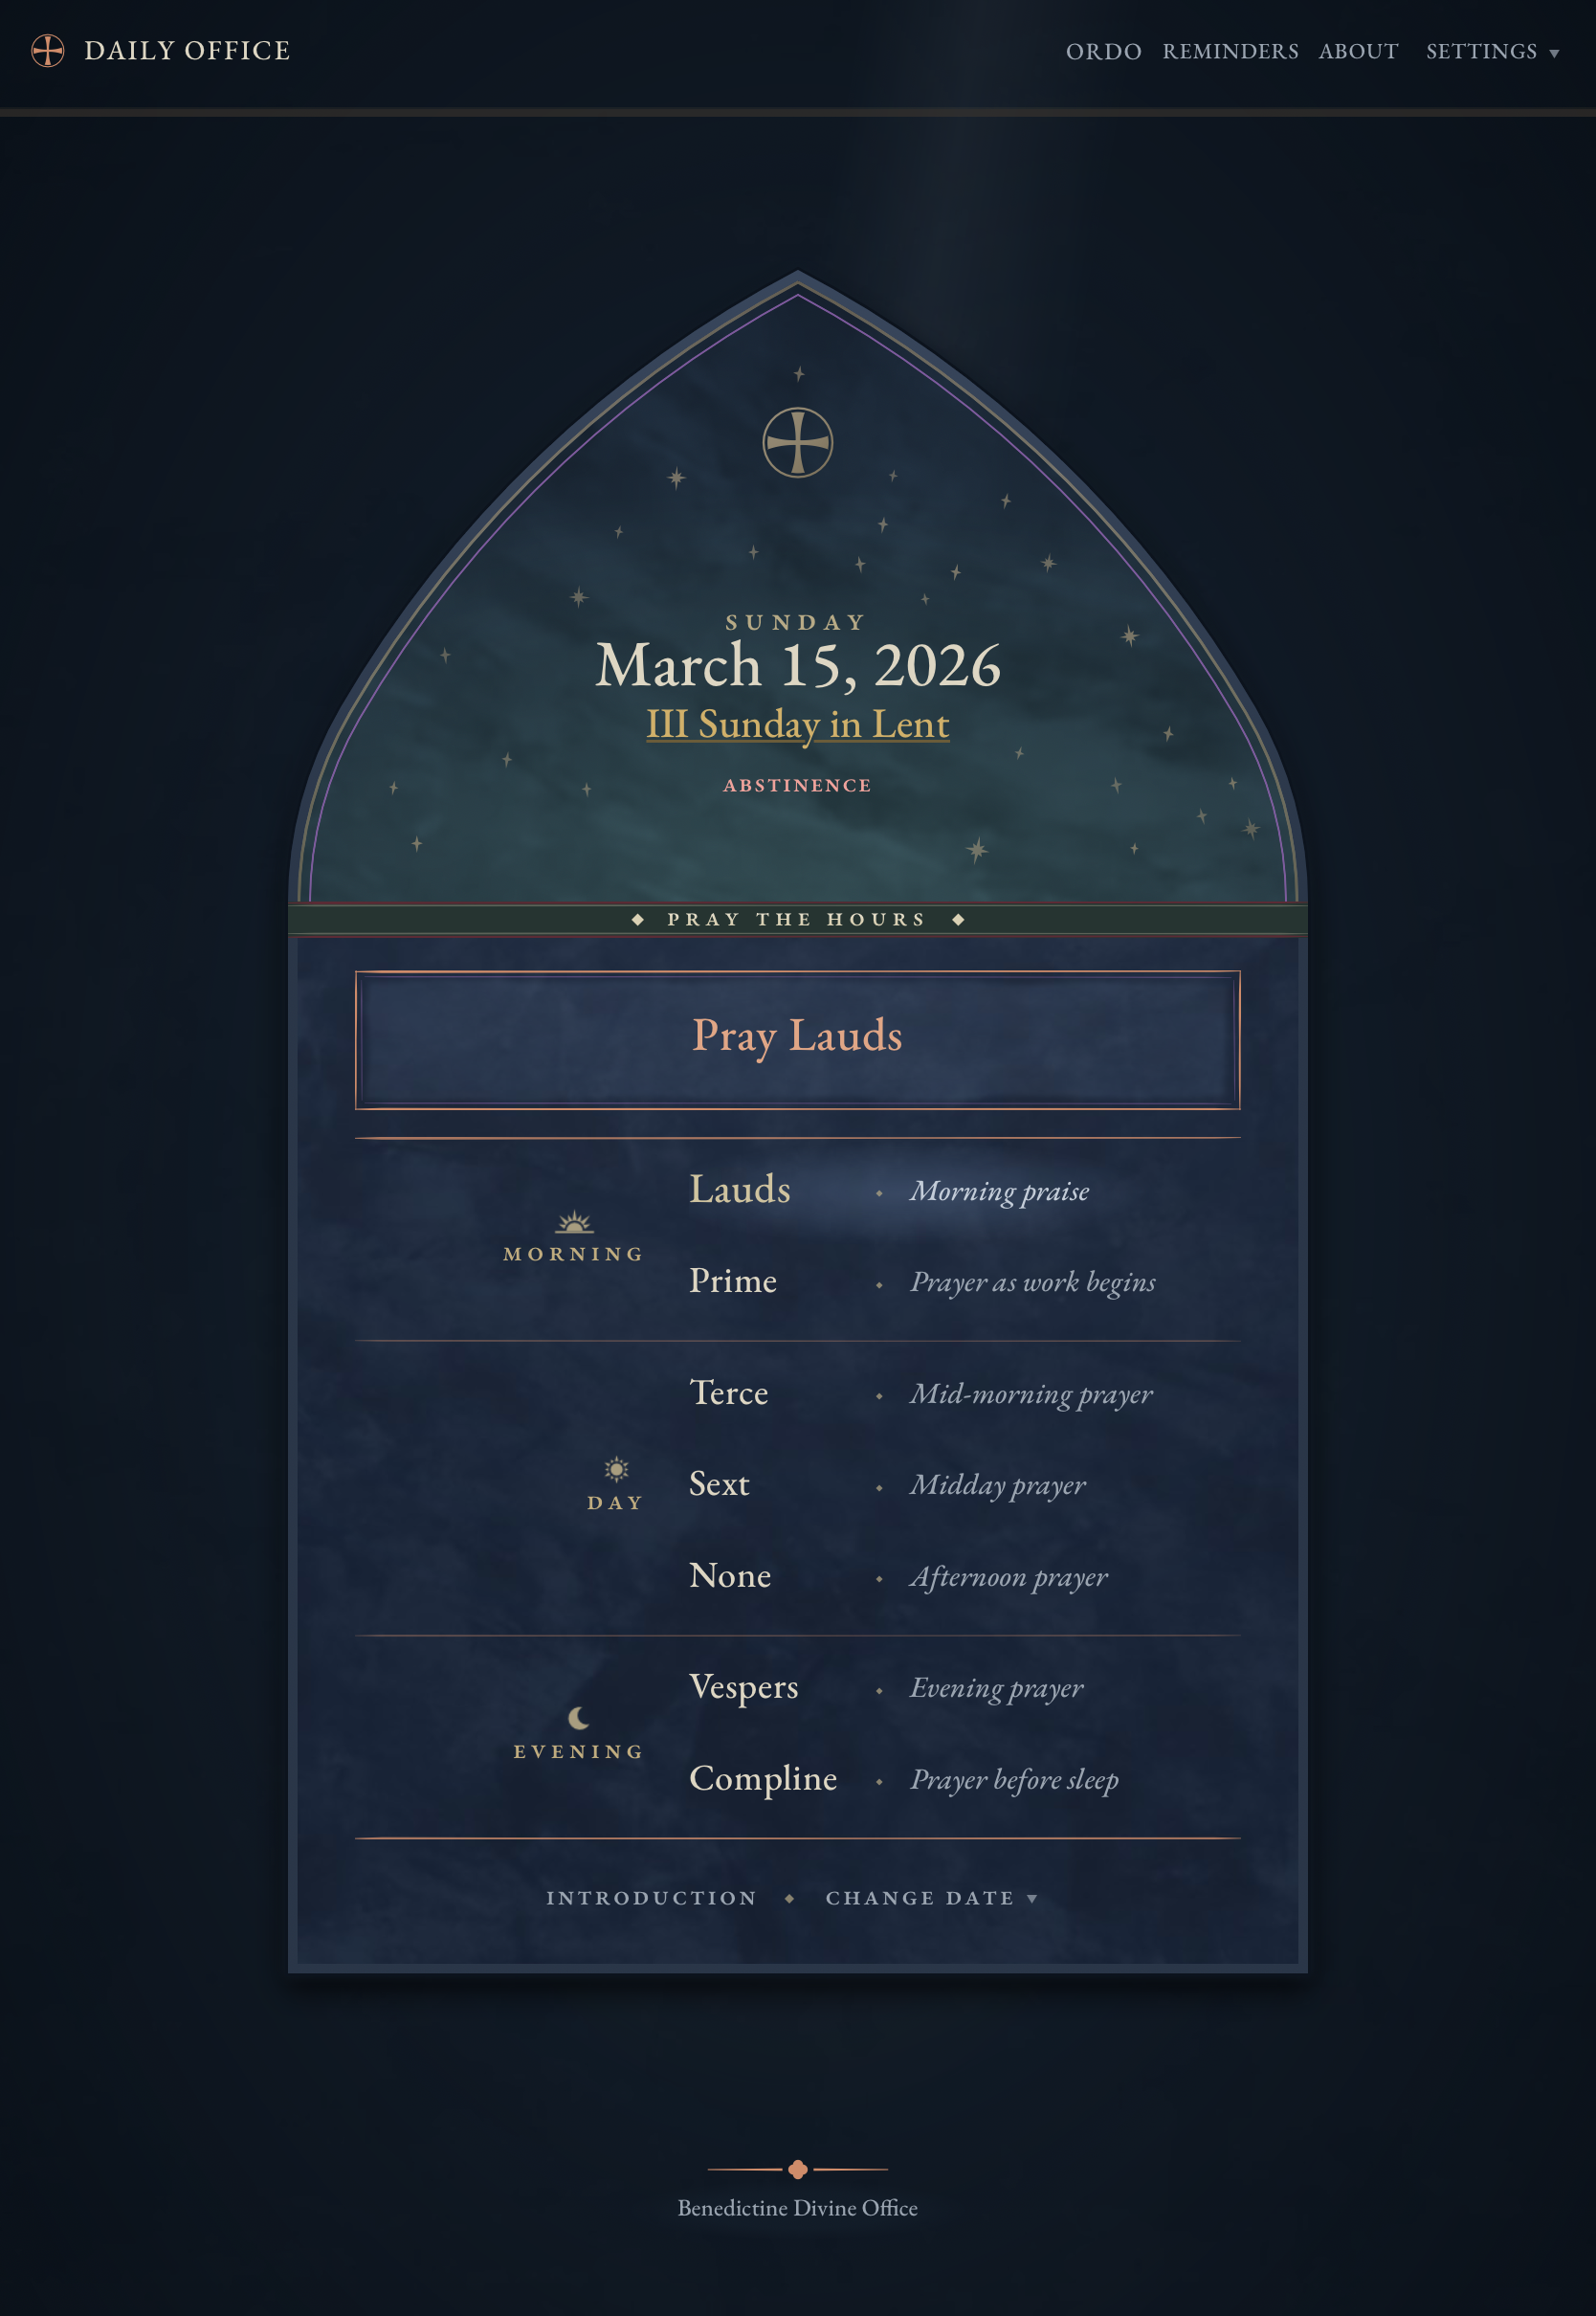 DAILY OFFICE
ORDO REMINDERS ABOUT SETTINGS
SUNDAY
March 15, 2026
III Sunday in Lent
ABSTINENCE
PRAY THE HOURS
Pray Lauds
MORNING
Lauds Morning praise
Prime Prayer as work begins
DAY
Terce Mid-morning prayer
Sext Midday prayer
None Afternoon prayer
EVENING
Vespers Evening prayer
Compline Prayer before sleep
INTRODUCTION CHANGE DATE
Benedictine Divine Office